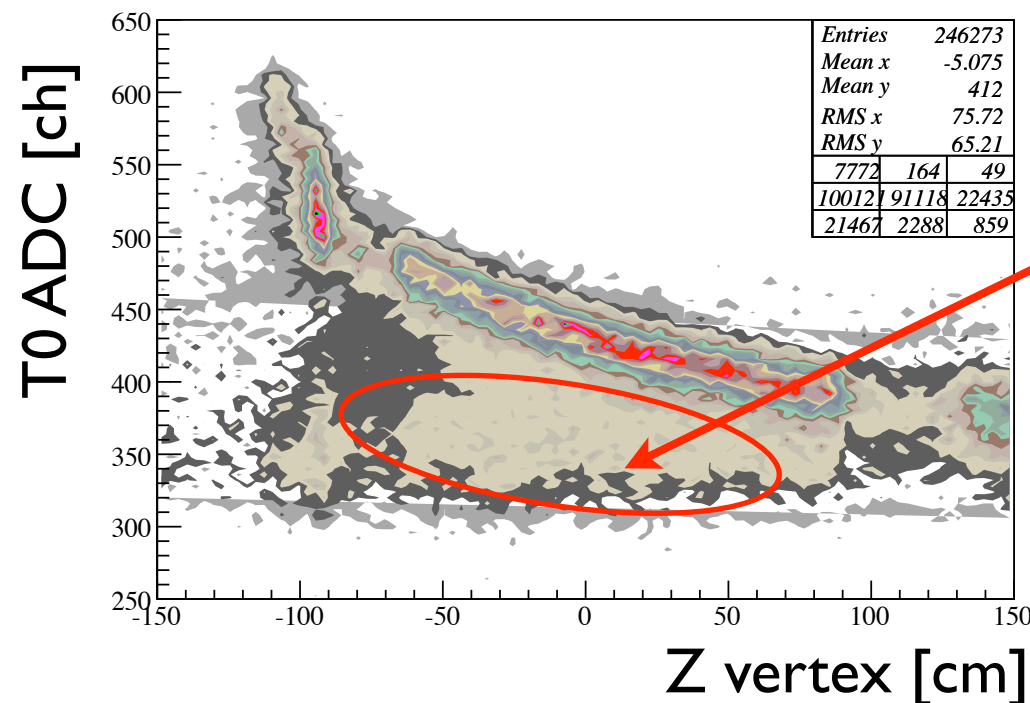 T0 ADC [ch]
650
600
550
500
450
400
350
300
250
Entries 246273
Mean x -5.075
Mean y 412
RMS x 75.72
RMS y 65.21
7772 164 49
100121 91118 22435
21467 2288 859
-150 -100 -50 0 50 100 150
Z vertex [cm]